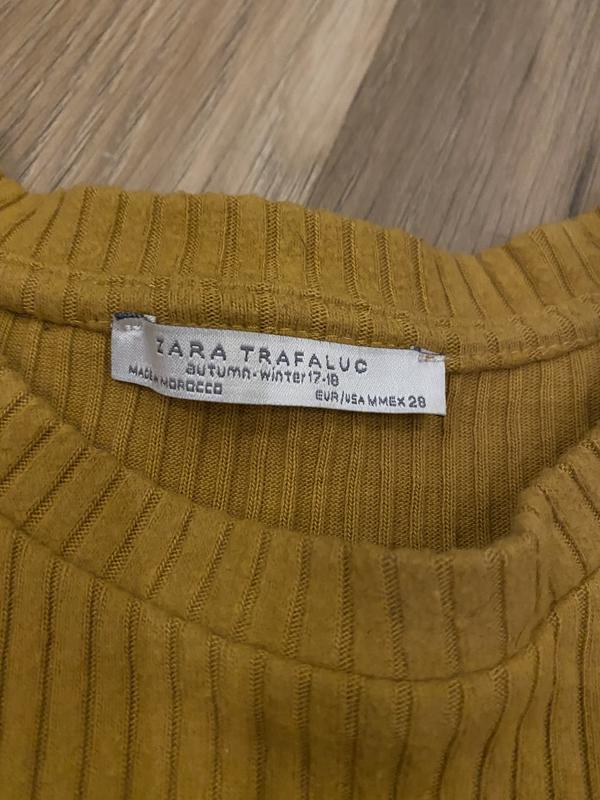 ZARA TRAFALUC
autumn-winter 17-18
MADE IN MOROCCO
EUR/USA M MEX 28